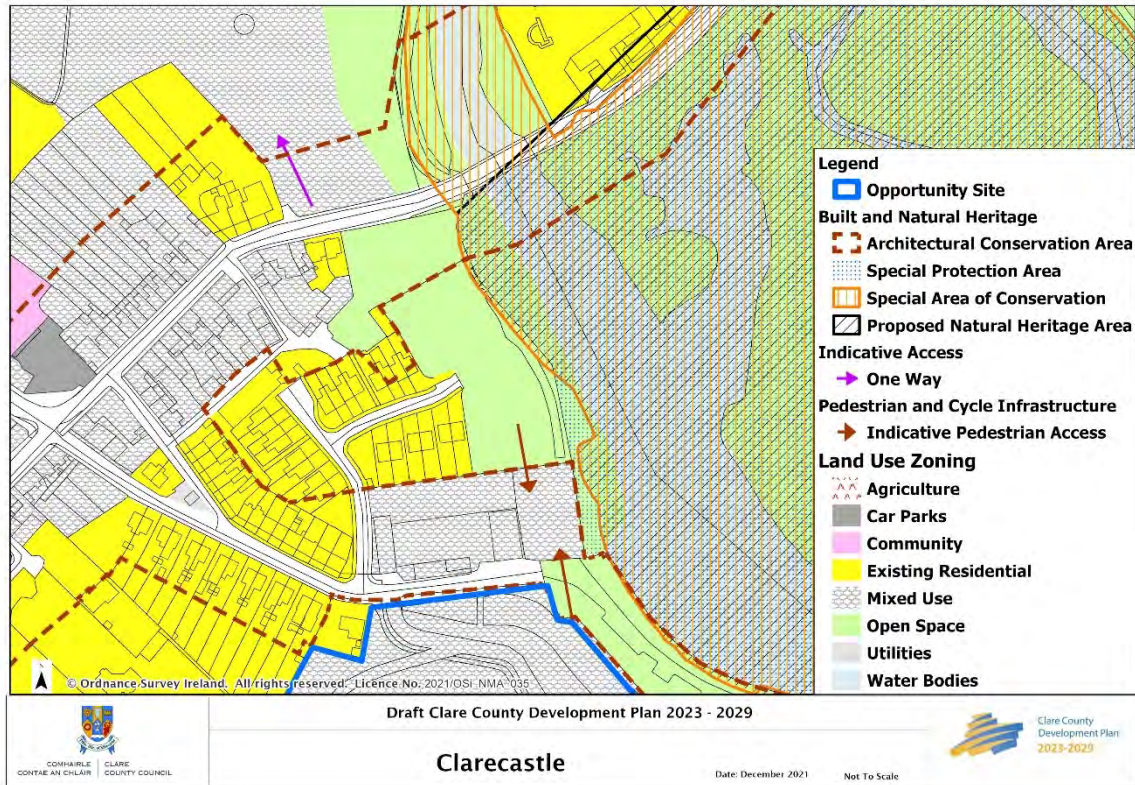 Legend
Opportunity Site
Built and Natural Heritage
Architectural Conservation Area
Special Protection Area
Special Area of Conservation
Proposed Natural Heritage Area
Indicative Access
One Way
Pedestrian and Cycle Infrastructure
Indicative Pedestrian Access
Land Use Zoning
Agriculture
Car Parks
Community
Existing Residential
Mixed Use
Open Space
Utilities
Water Bodies
N
© Ordnance Survey Ireland. All rights reserved. Licence No. 2021/OSi_NMA_035
COMHAIRLE CONTAE AN CHLÁIR
CLARE COUNTY COUNCIL
Draft Clare County Development Plan 2023 - 2029
Clarecastle
Date: December 2021
Not To Scale
Clare County
Development Plan
2023-2029